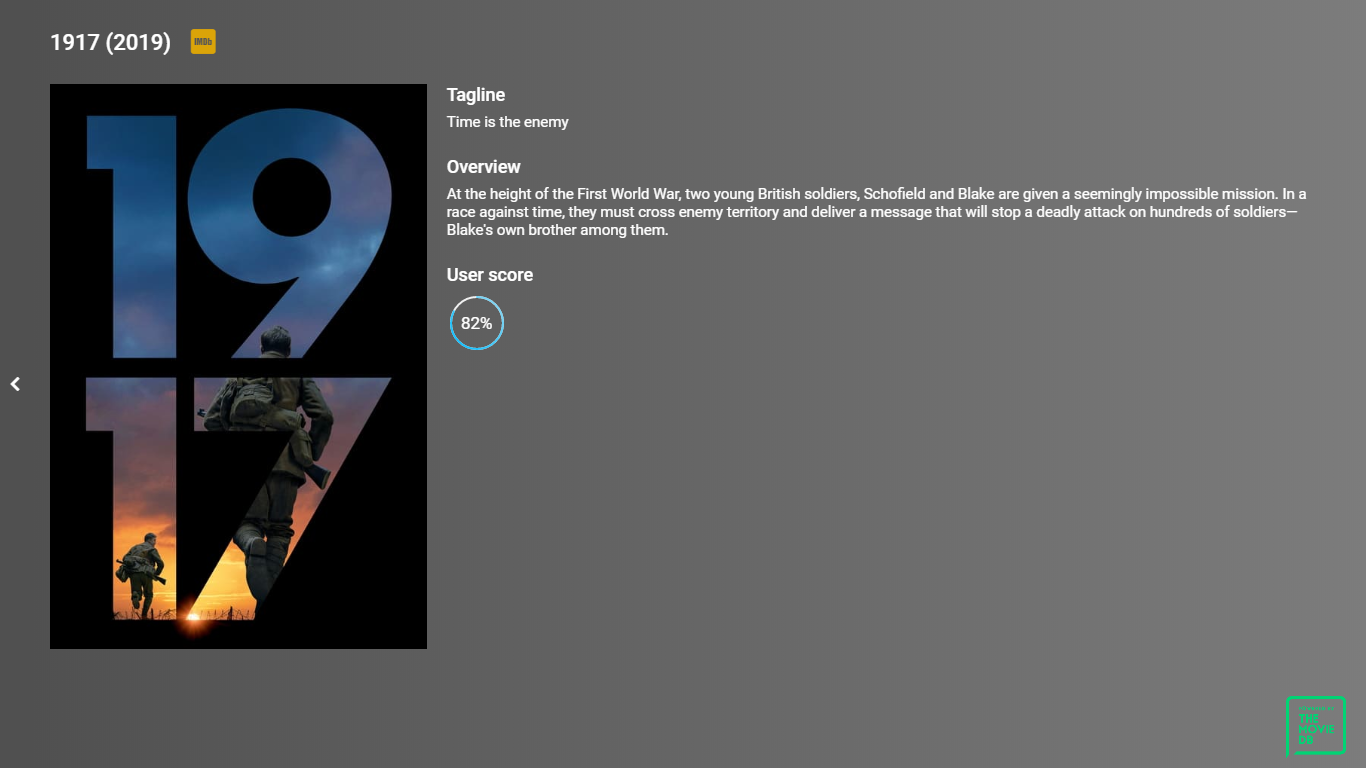 1917 (2019)
IMDb
19
17
Tagline
Time is the enemy
Overview
At the height of the First World War, two young British soldiers, Schofield and Blake are given a seemingly impossible mission. In a
race against time, they must cross enemy territory and deliver a message that will stop a deadly attack on hundreds of soldiers—
Blake's own brother among them.
User score
82%
THE
MOVIE
DB